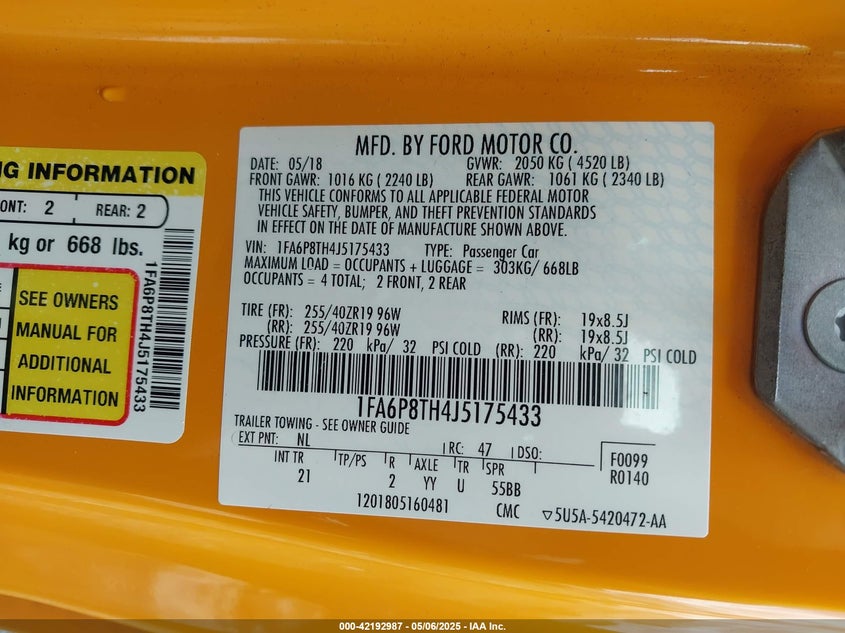 NG INFORMATION
ONT: 2 REAR: 2
kg or 668 lbs.
SEE OWNERS
MANUAL FOR
ADDITIONAL
INFORMATION
1FA6P8TH4J5175433
MFD. BY FORD MOTOR CO.
DATE: 05/18 GVWR: 2050 KG ( 4520 LB)
FRONT GAWR: 1016 KG ( 2240 LB) REAR GAWR: 1061 KG ( 2340 LB)
THIS VEHICLE CONFORMS TO ALL APPLICABLE FEDERAL MOTOR
VEHICLE SAFETY, BUMPER, AND THEFT PREVENTION STANDARDS
IN EFFECT ON THE DATE OF MANUFACTURE SHOWN ABOVE.
VIN: 1FA6P8TH4J5175433 TYPE: Passenger Car
MAXIMUM LOAD = OCCUPANTS + LUGGAGE = 303KG/ 668LB
OCCUPANTS = 4 TOTAL; 2 FRONT, 2 REAR
TIRE (FR): 255/40ZR19 96W RIMS (FR): 19x8.5J
(RR): 255/40ZR19 96W (RR): 19x8.5J
PRESSURE (FR): 220 kPa/ 32 PSI COLD (RR): 220 kPa/ 32 PSI COLD
1FA6P8TH4J5175433
TRAILER TOWING - SEE OWNER GUIDE
EXT PNT: NL RC: 47 DSO: F0099
INT TR TP/PS R AXLE TR SPR R0140
21 2 YY U 55BB
1201805160481 CMC ▽5U5A-5420472-AA
000-42192987 - 05/06/2025 - IAA Inc.